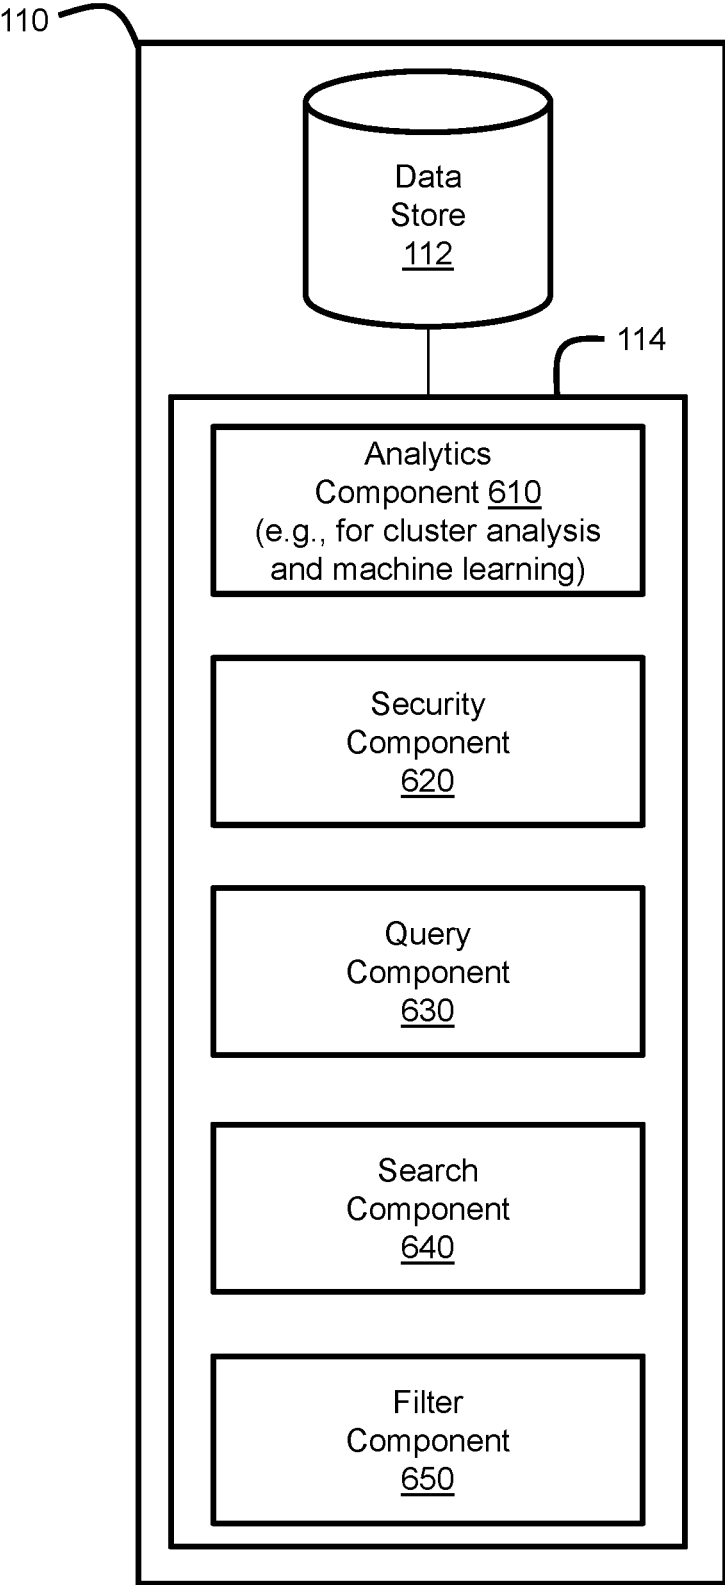 110
Data
Store
112
114
Analytics
Component 610
(e.g., for cluster analysis
and machine learning)
Security
Component
620
Query
Component
630
Search
Component
640
Filter
Component
650